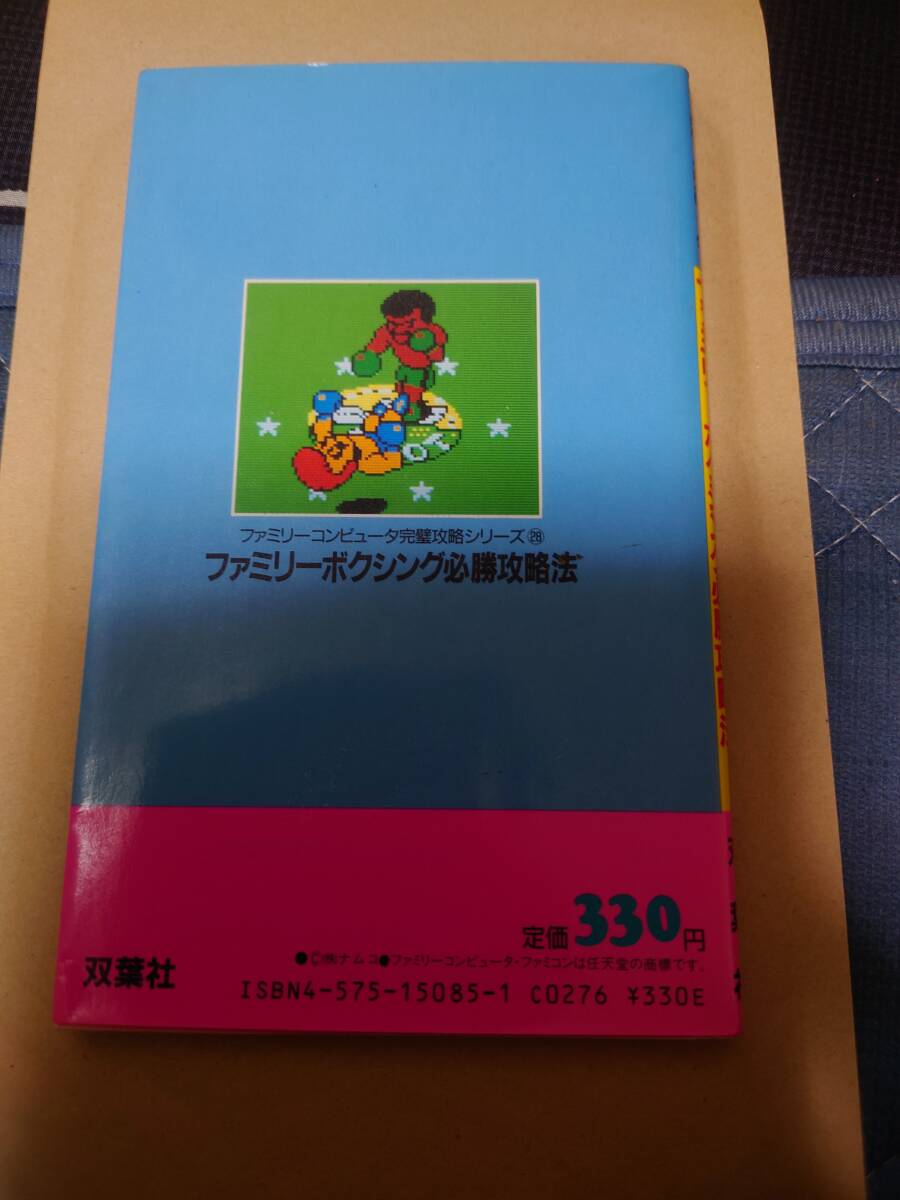 ファミリーコンピュータ完璧攻略シリーズ㉘
ファミリーボクシング必勝攻略法
定価330円
●©㈱ナムコ●ファミリーコンピュータ・ファミコンは任天堂の商標です。
双葉社
ISBN4-575-15085-1 C0276 ¥330E